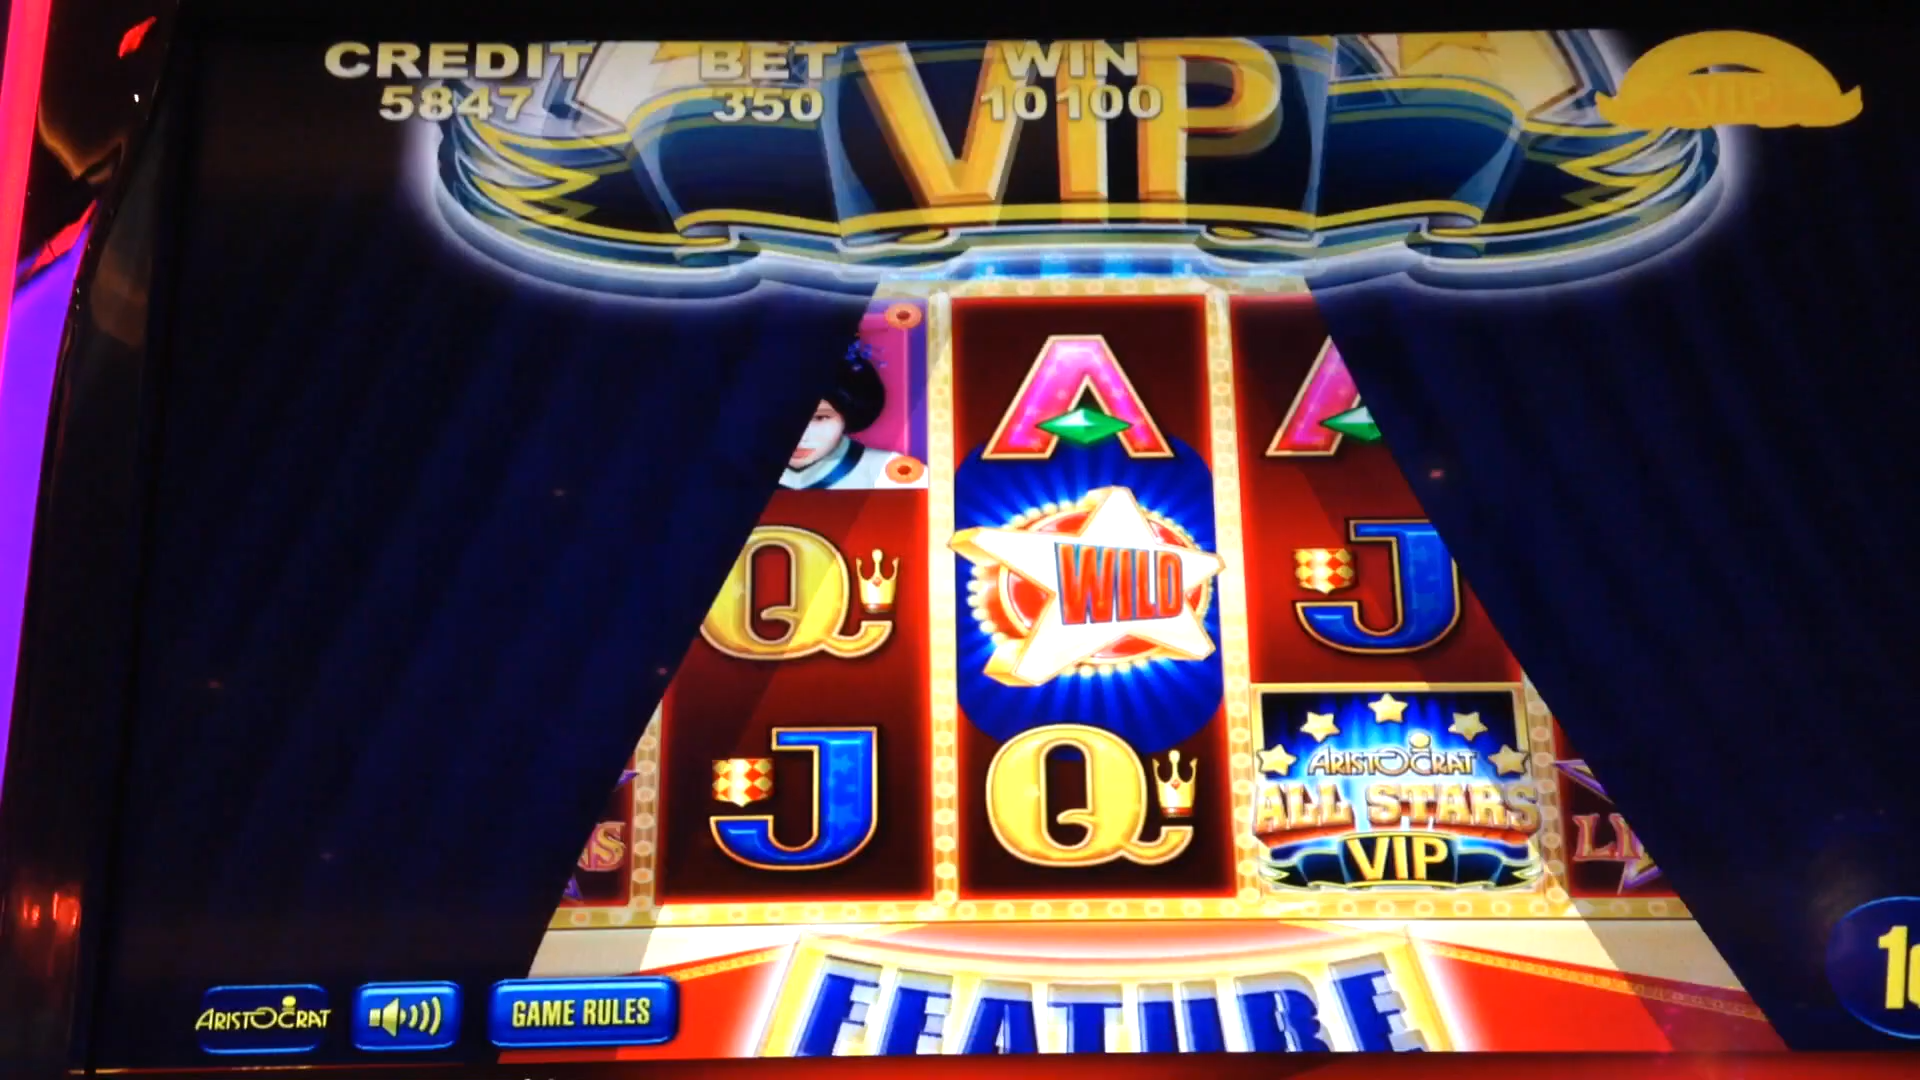 CREDIT BET WIN
5847 350 10100
VIP
VIP
A A
Q WILD J
J Q
ARISTOCRAT
ALL STARS
VIP
FEATURE
ARISTOCRAT
GAME RULES